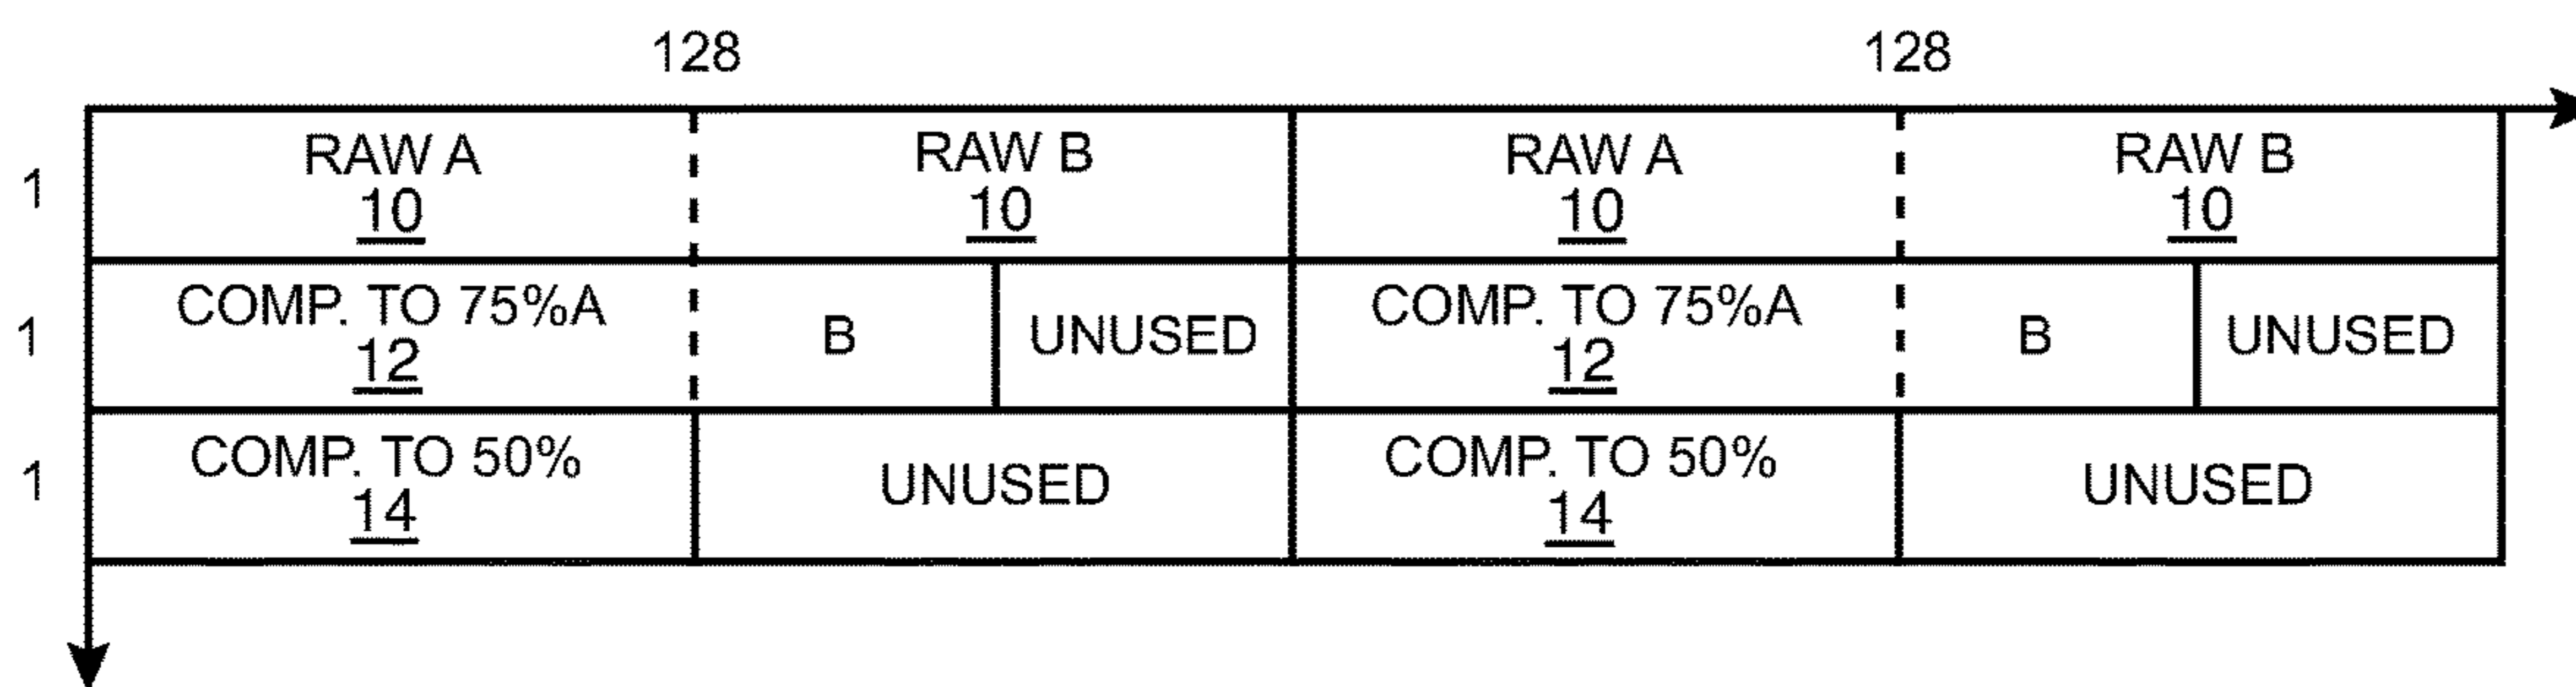 128 128
1 RAW A RAW B RAW A RAW B
10 10 10 10
1 COMP. TO 75%A B UNUSED COMP. TO 75%A B UNUSED
12 12
1 COMP. TO 50% UNUSED COMP. TO 50% UNUSED
14 14